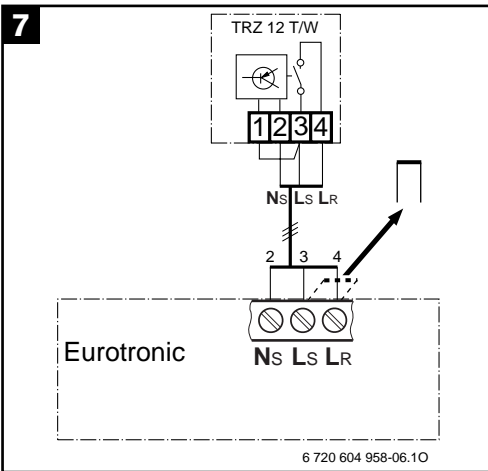 7
TRZ 12 T/W
1 2 3 4
NS LS LR
2 3 4
Eurotronic
NS LS LR
6 720 604 958-06.1O